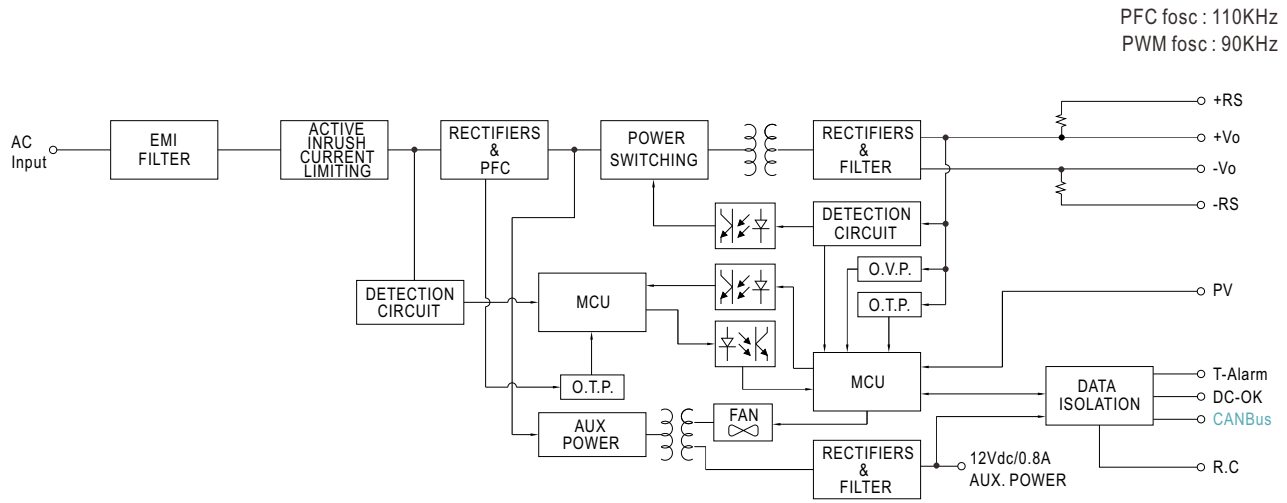 PFC fosc : 110KHz
PWM fosc : 90KHz
AC
Input
EMI
FILTER
ACTIVE
INRUSH
CURRENT
LIMITING
RECTIFIERS
&
PFC
POWER
SWITCHING
RECTIFIERS
&
FILTER
+RS
+Vo
-Vo
-RS
DETECTION
CIRCUIT
O.V.P.
O.T.P.
PV
DETECTION
CIRCUIT
MCU
O.T.P.
MCU
DATA
ISOLATION
T-Alarm
DC-OK
CANBus
R.C
AUX
POWER
FAN
RECTIFIERS
&
FILTER
12Vdc/0.8A
AUX. POWER